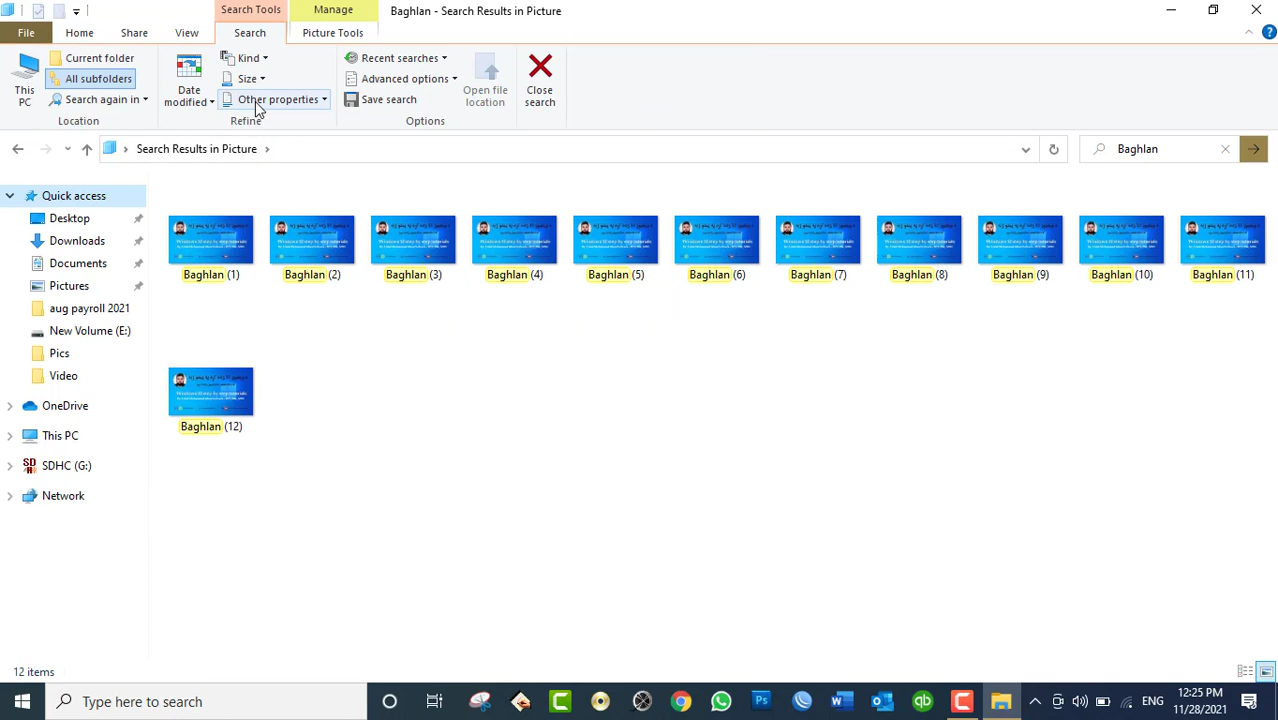 Search Tools
Manage
Baghlan - Search Results in Picture
File
Home
Share
View
Search
Picture Tools
This PC
Current folder
All subfolders
Search again in
Location
Date modified
Kind
Size
Other properties
Refine
Recent searches
Advanced options
Save search
Options
Open file location
Close search
Search Results in Picture
Baghlan
Quick access
Desktop
Downloads
Documents
Pictures
aug payroll 2021
New Volume (E:)
Pics
Video
OneDrive
This PC
SDHC (G:)
Network
Baghlan (1)
Baghlan (2)
Baghlan (3)
Baghlan (4)
Baghlan (5)
Baghlan (6)
Baghlan (7)
Baghlan (8)
Baghlan (9)
Baghlan (10)
Baghlan (11)
Baghlan (12)
12 items
Type here to search
ENG
12:25 PM
11/28/2021